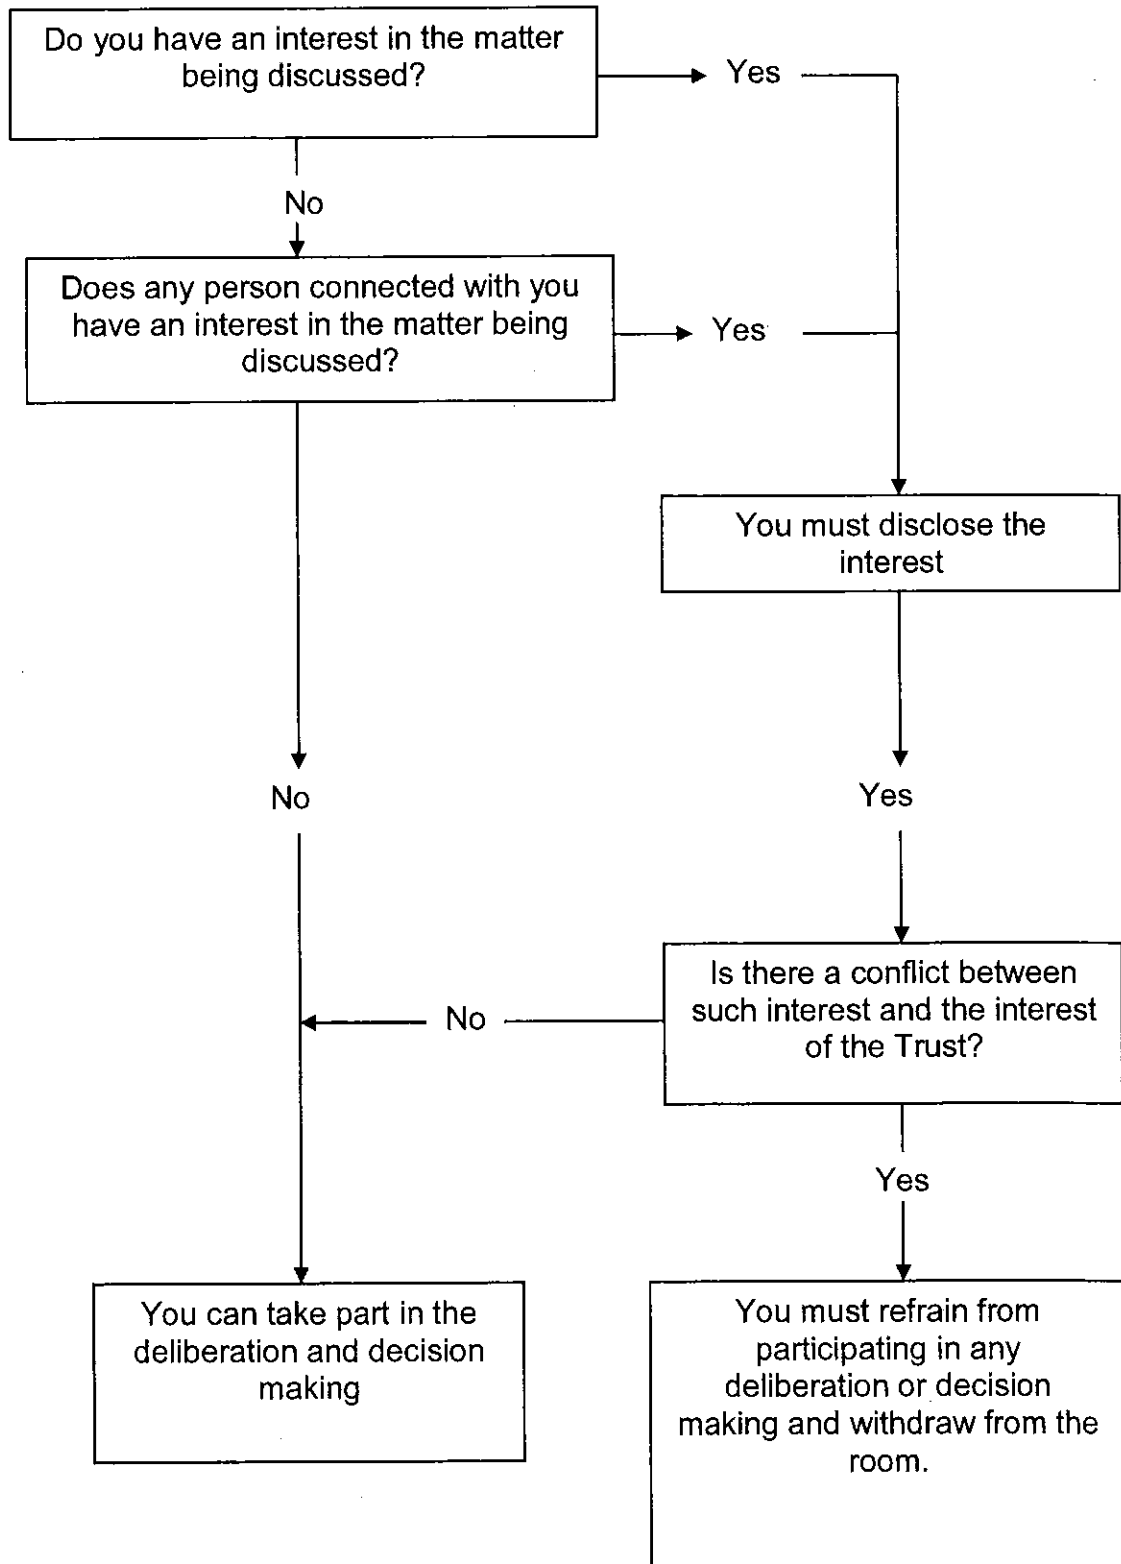 Do you have an interest in the matter
being discussed?
Yes
No
Does any person connected with you
have an interest in the matter being
discussed?
Yes
You must disclose the
interest
No
Yes
Is there a conflict between
such interest and the interest
of the Trust?
No
Yes
You can take part in the
deliberation and decision
making
You must refrain from
participating in any
deliberation or decision
making and withdraw from the
room.